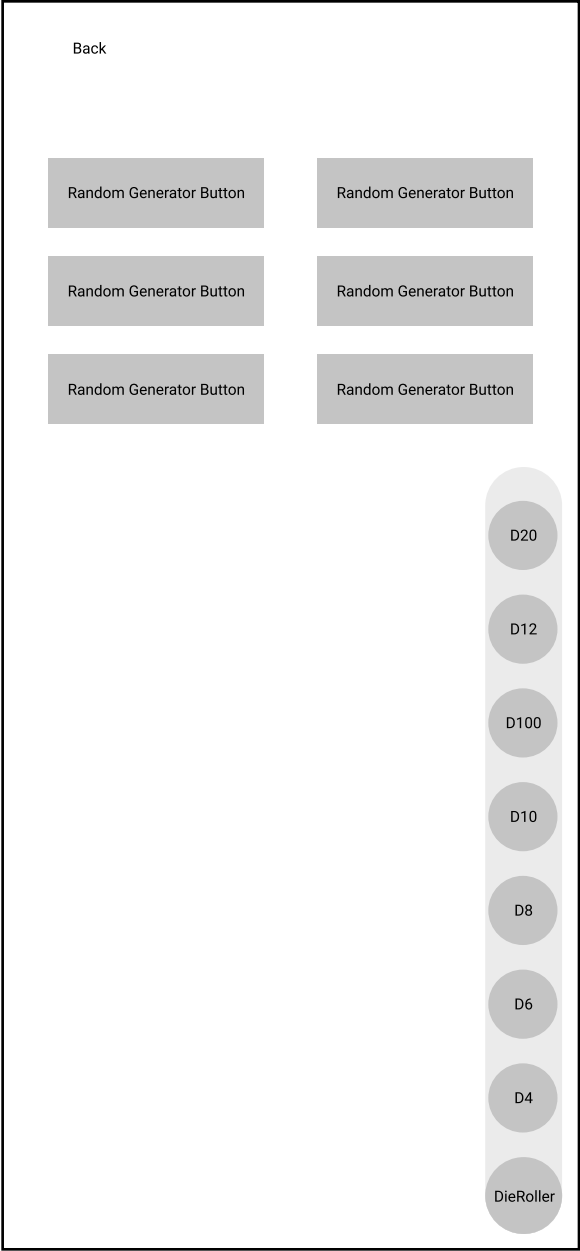 Back
Random Generator Button
Random Generator Button
Random Generator Button
Random Generator Button
Random Generator Button
Random Generator Button
D20
D12
D100
D10
D8
D6
D4
DieRoller